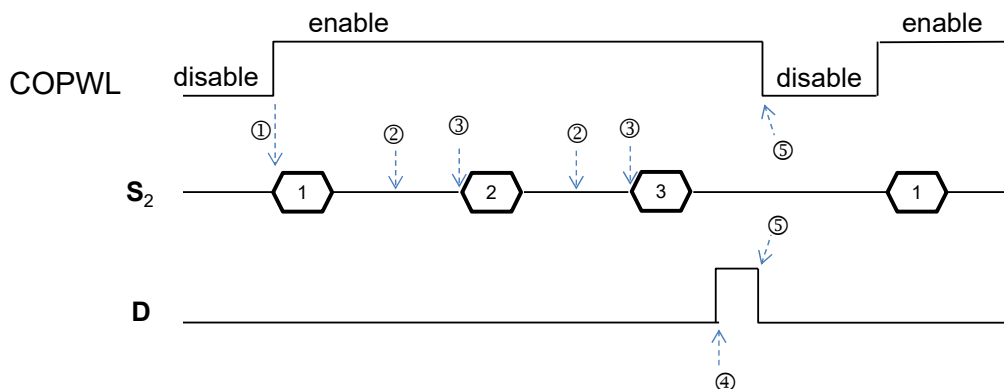 enable enable
COPWL disable disable
① ② ③ ② ③ ⑤
S₂ 1 2 3 1
⑤
D
④